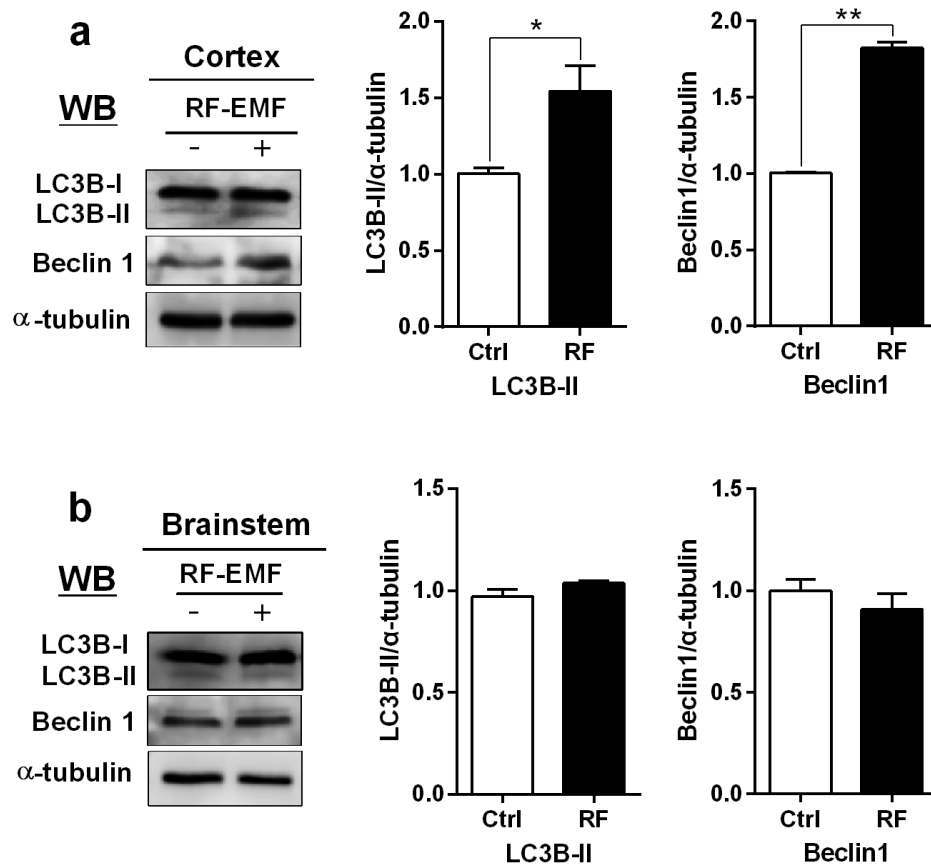 a
Cortex
WB
RF-EMF
- +
LC3B-I
LC3B-II
Beclin 1
α-tubulin
LC3B-II/α-tubulin
2.0
1.5
1.0
0.5
0.0
*
Ctrl RF
LC3B-II
Beclin1/α-tubulin
2.0
1.5
1.0
0.5
0.0
**
Ctrl RF
Beclin1
b
Brainstem
WB
RF-EMF
- +
LC3B-I
LC3B-II
Beclin 1
α-tubulin
LC3B-II/α-tubulin
1.5
1.0
0.5
0.0
Ctrl RF
LC3B-II
Beclin1/α-tubulin
1.5
1.0
0.5
0.0
Ctrl RF
Beclin1